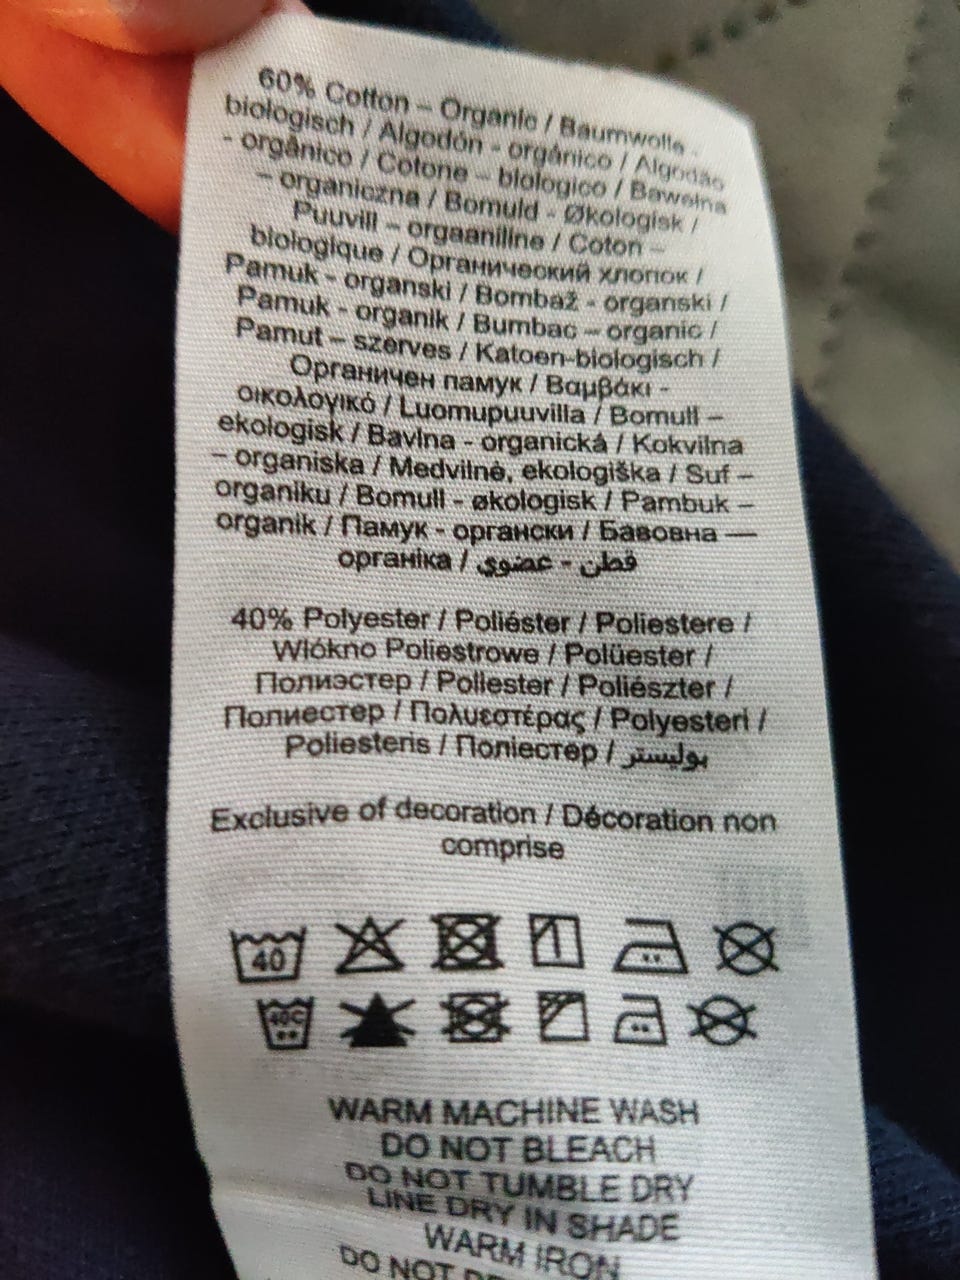 60% Cotton – Organic / Baumwolle -
biologisch / Algodón - orgánico / Algodão
- orgânico / Cotone – biologico / Bawełna
– organiczna / Bomuld - Økologisk /
Puuvill – orgaaniline / Coton –
biologique / Органический хлопок /
Pamuk - organski / Bombaž - organski /
Pamuk - organik / Bumbac – organic /
Pamut – szerves / Katoen-biologisch /
Органичен памук / Βαμβάκι -
οικολογικό / Luomupuuvilla / Bomull –
ekologisk / Bavlna - organická / Kokvilna
– organiska / Medvilnė, ekologiška / Suf –
organiku / Bomull - økologisk / Pambuk –
organik / Памук - органски / Бавовна —
органіка / قطن - عضوي
40% Polyester / Poliéster / Poliestere /
Włókno Poliestrowe / Polüester /
Полиэстер / Poliester / Poliészter /
Полиестер / Πολυεστέρας / Polyesteri /
Poliesteris / Поліестер / بوليستر
Exclusive of decoration / Décoration non
comprise
40
40C
WARM MACHINE WASH
DO NOT BLEACH
DO NOT TUMBLE DRY
LINE DRY IN SHADE
WARM IRON
DO NOT